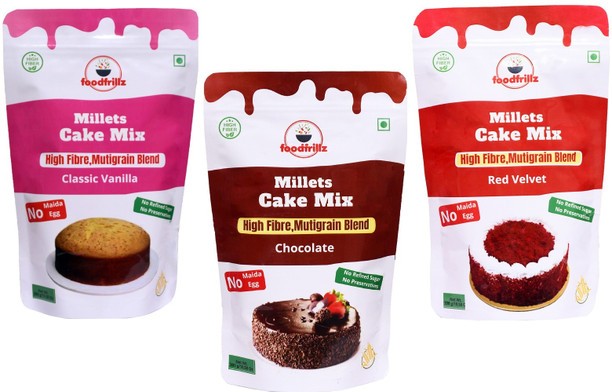 HIGH
FIBER
foodfrillz
Millets
Cake Mix
High Fibre,Mutigrain Blend
Classic Vanilla
No Maida
Egg
No Refined Sugar
No Preservatives
HIGH
FIBER
foodfrillz
Millets
Cake Mix
High Fibre,Mutigrain Blend
Chocolate
No Maida
Egg
No Refined Sugar
No Preservatives
HIGH
FIBER
foodfrillz
Millets
Cake Mix
High Fibre,Mutigrain Blend
Red Velvet
No Maida
Egg
No Refined Sugar
No Preservatives